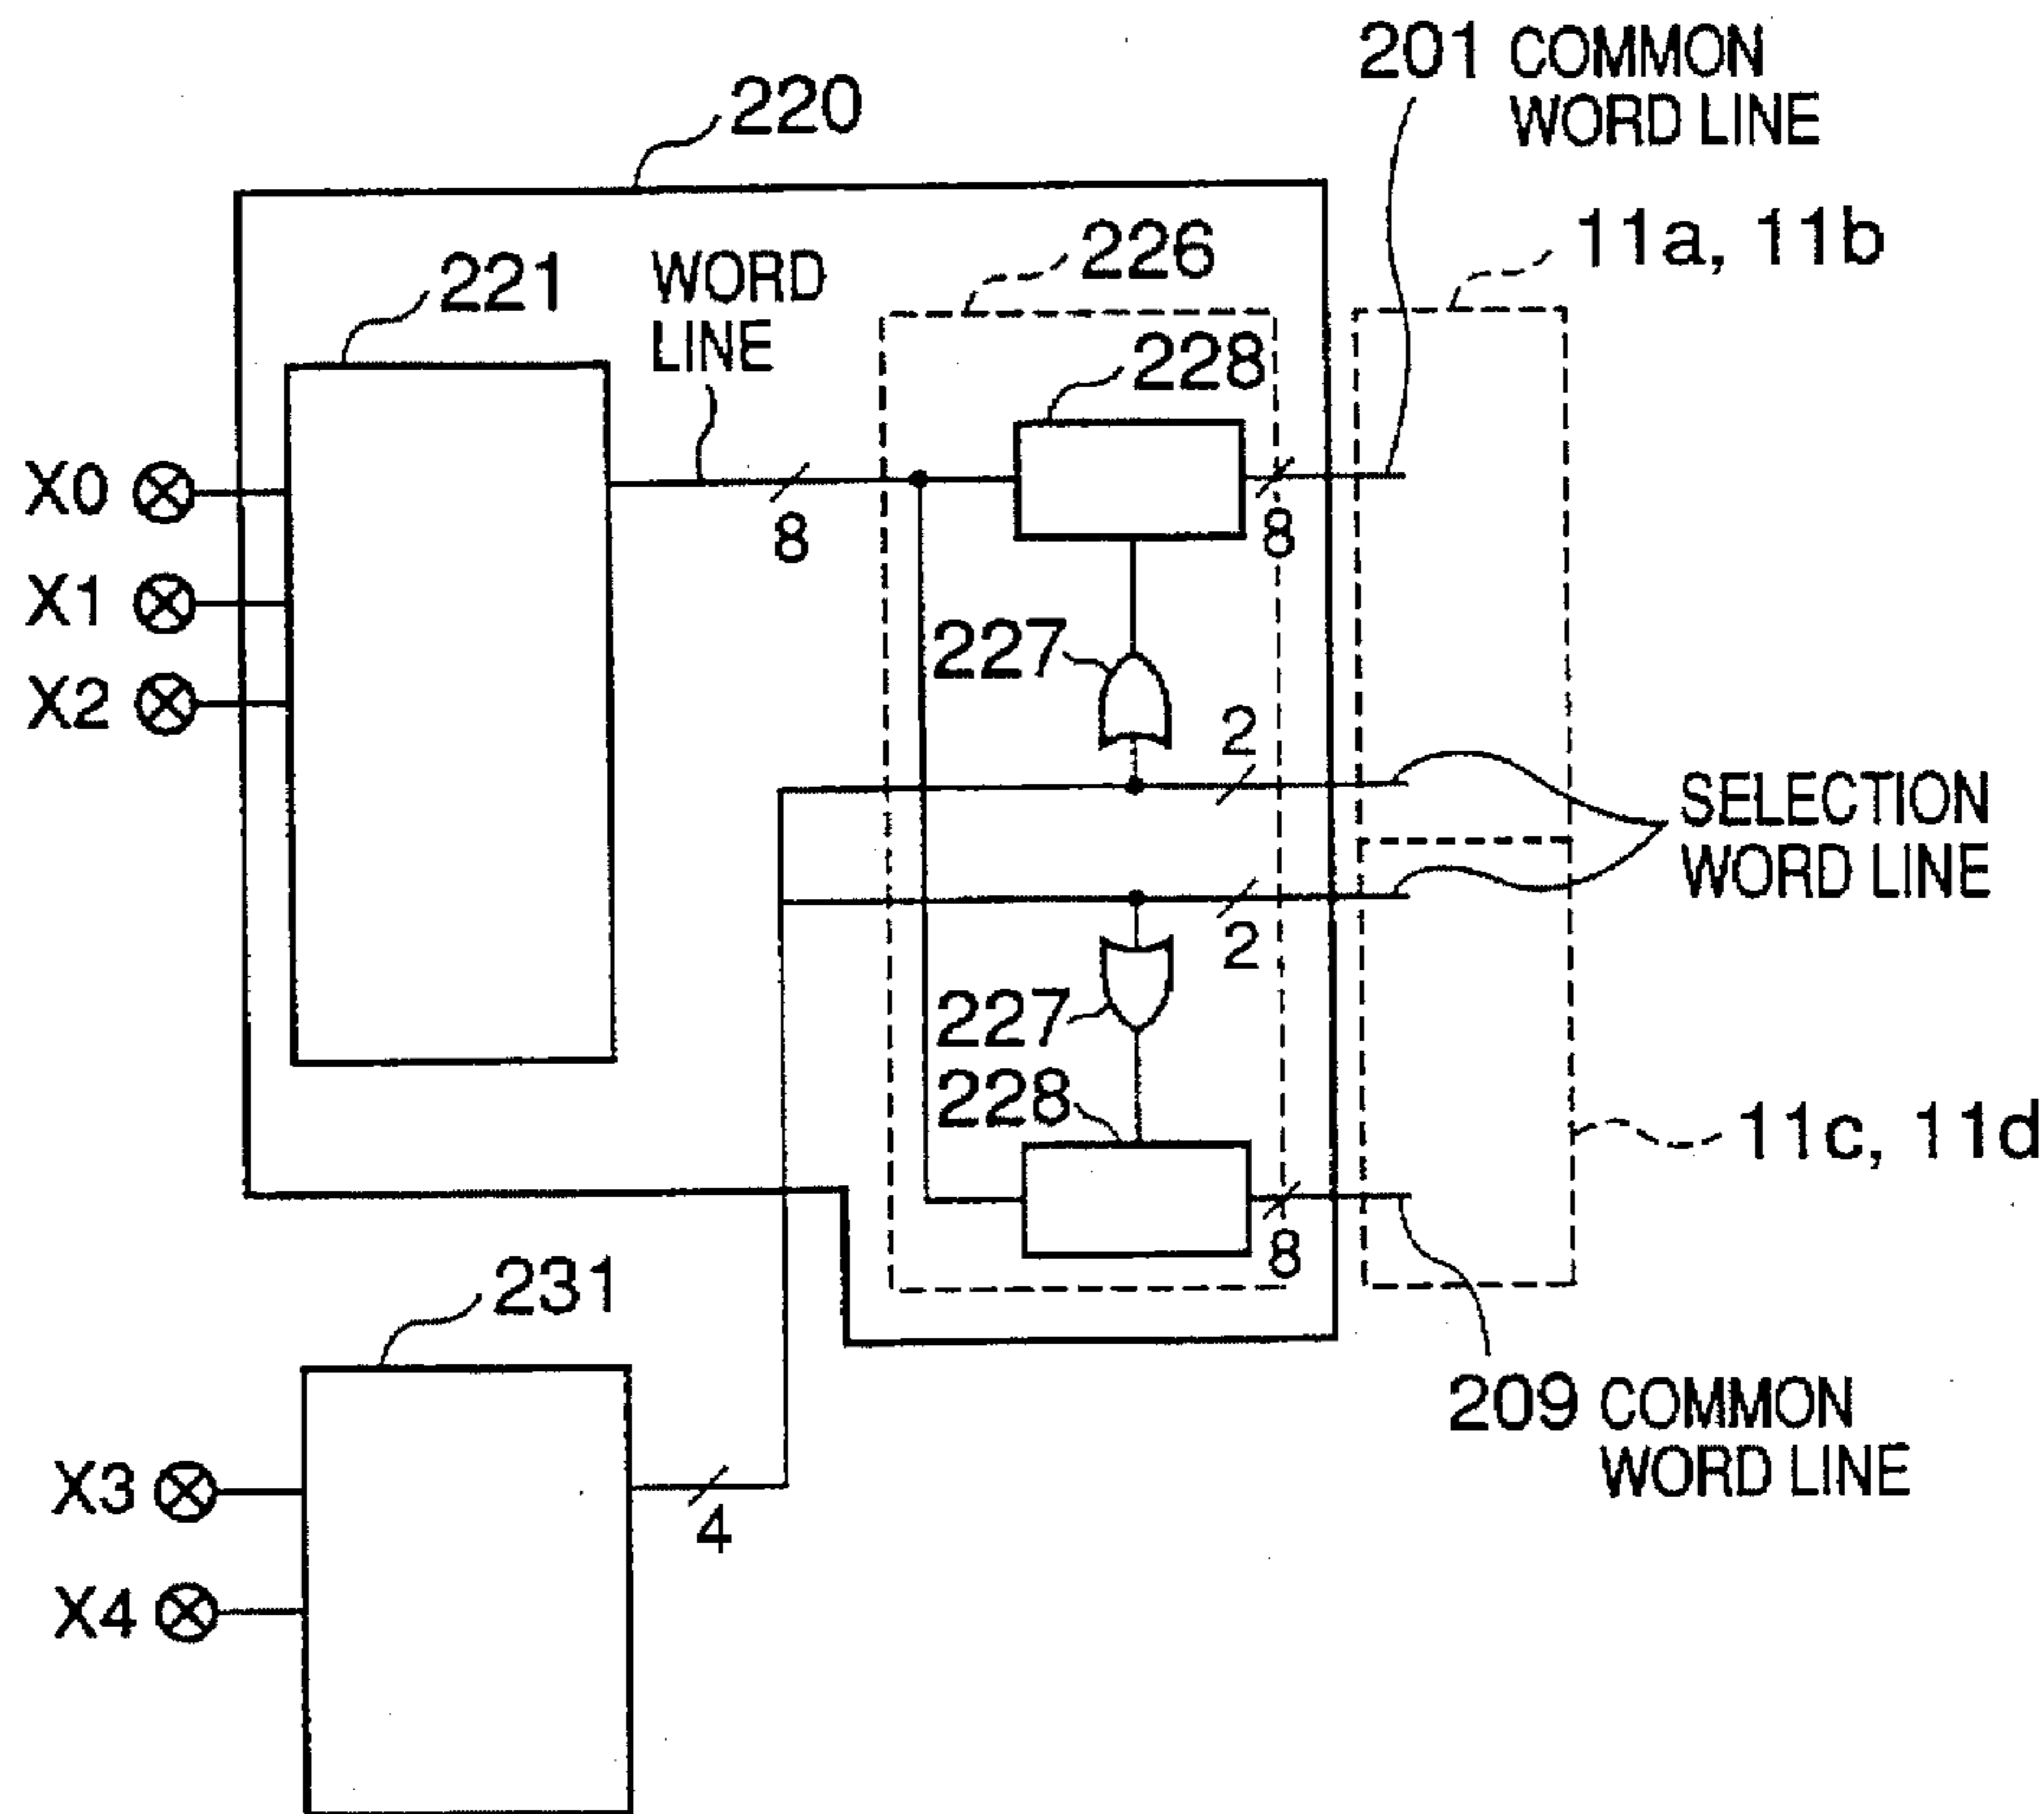 201 COMMON
WORD LINE
220
11a, 11b
226
221
WORD
LINE
228
X0
8
8
X1
227
X2
2
SELECTION
WORD LINE
2
227
228
11c, 11d
8
231
209 COMMON
WORD LINE
X3
4
X4